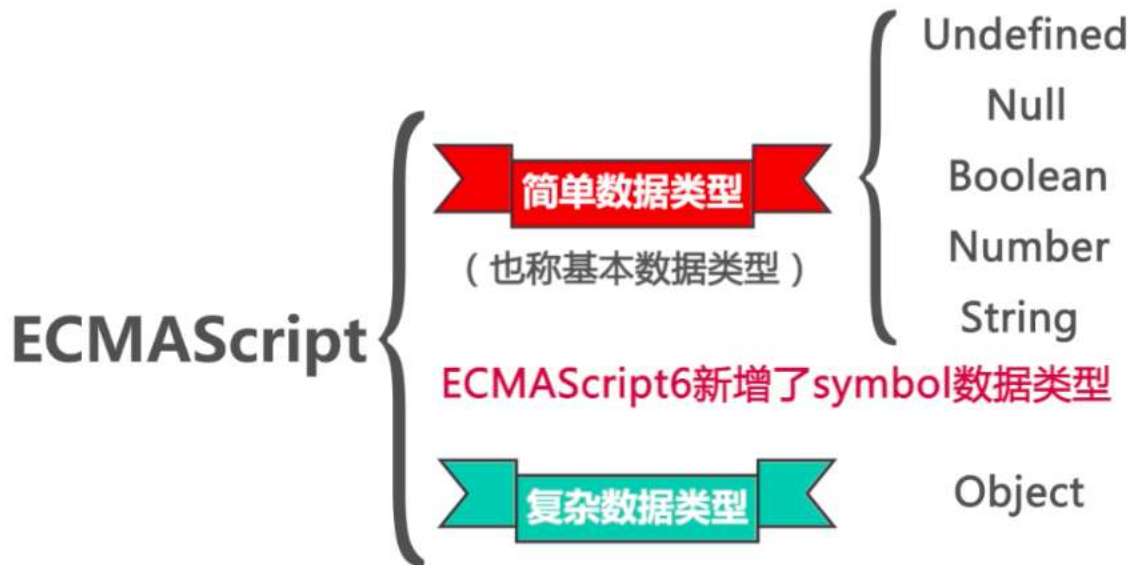 Undefined
Null
简单数据类型
Boolean
（也称基本数据类型）
Number
ECMAScript
String
ECMAScript6新增了symbol数据类型
复杂数据类型
Object